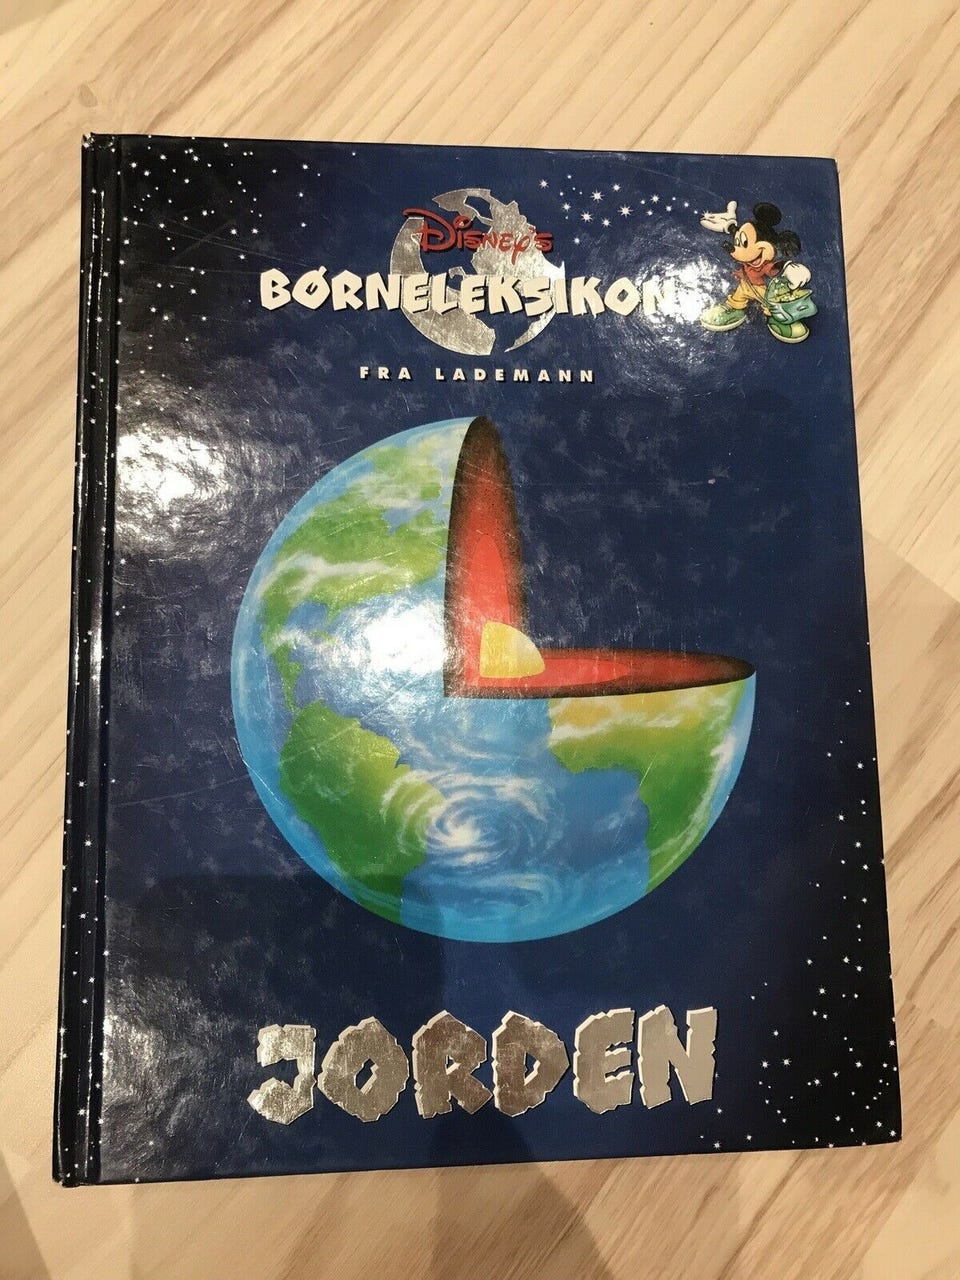 DISNEY'S
BØRNELEKSIKON
FRA LADEMANN
JORDEN